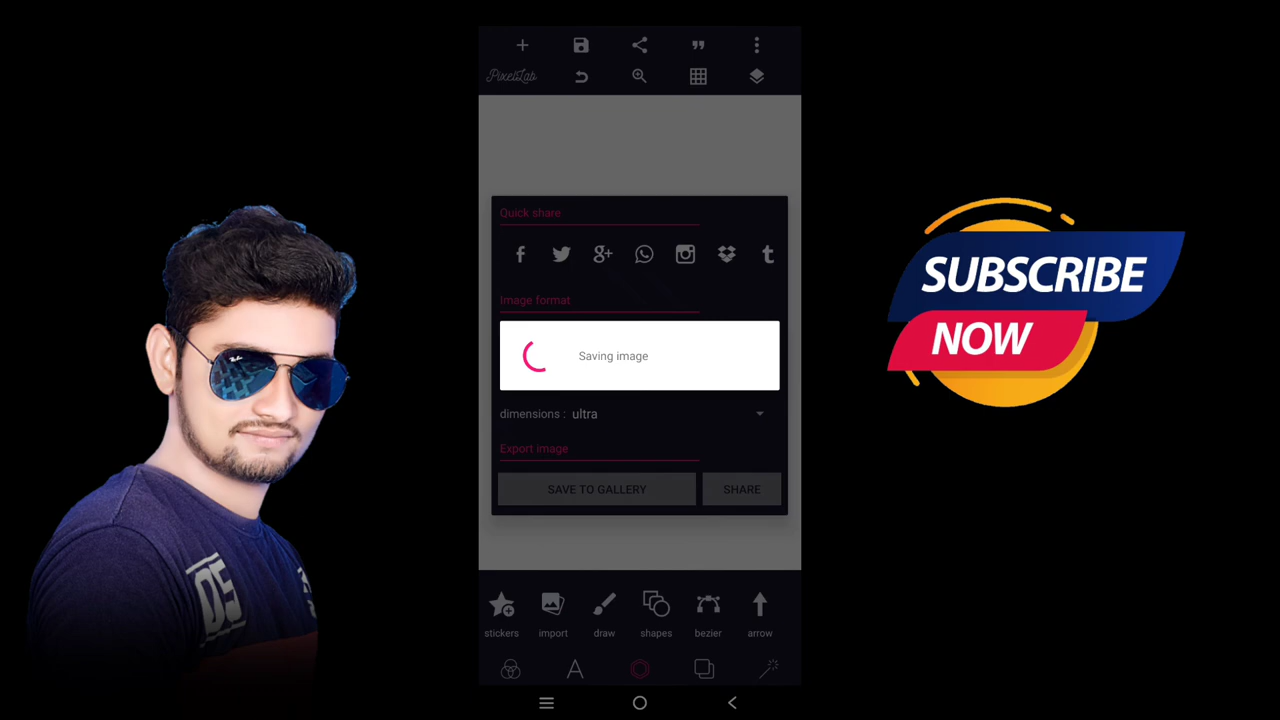 PixelLab
Quick share
Image format
Saving image
dimensions : ultra
Export image
SAVE TO GALLERY SHARE
stickers import draw shapes bezier arrow
SUBSCRIBE
NOW
05